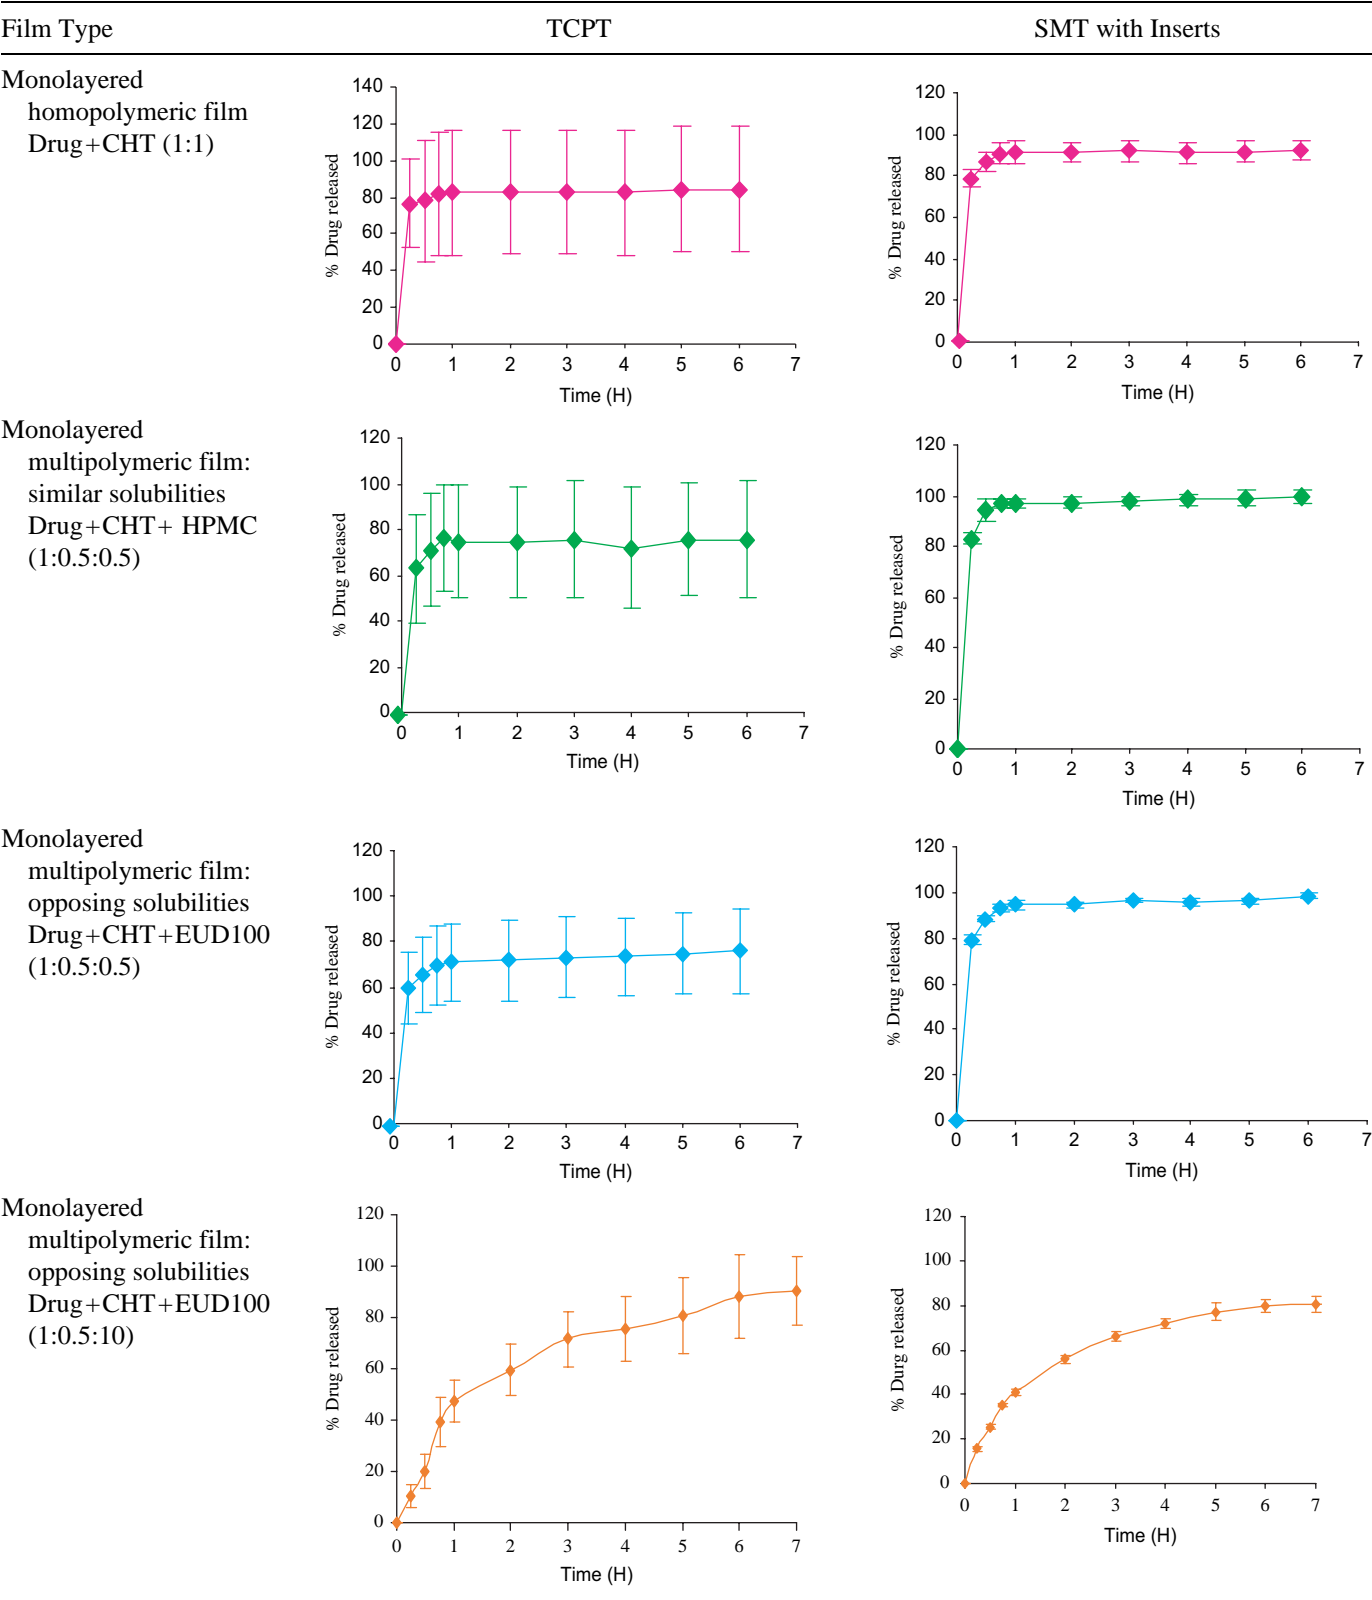 Film Type TCPT SMT with Inserts
Monolayered
homopolymeric film
Drug+CHT (1:1)
140
120
100
80
60
40
20
0
% Drug released
0 1 2 3 4 5 6 7
Time (H)
120
100
80
60
40
20
0
% Drug released
0 1 2 3 4 5 6 7
Time (H)
Monolayered
multipolymeric film:
similar solubilities
Drug+CHT+ HPMC
(1:0.5:0.5)
120
100
80
60
40
20
0
% Drug released
0 1 2 3 4 5 6 7
Time (H)
120
100
80
60
40
20
0
% Drug released
0 1 2 3 4 5 6 7
Time (H)
Monolayered
multipolymeric film:
opposing solubilities
Drug+CHT+EUD100
(1:0.5:0.5)
120
100
80
60
40
20
0
% Drug released
0 1 2 3 4 5 6 7
Time (H)
120
100
80
60
40
20
0
% Drug released
0 1 2 3 4 5 6 7
Time (H)
Monolayered
multipolymeric film:
opposing solubilities
Drug+CHT+EUD100
(1:0.5:10)
120
100
80
60
40
20
0
% Drug released
0 1 2 3 4 5 6 7
Time (H)
120
100
80
60
40
20
0
% Durg released
0 1 2 3 4 5 6 7
Time (H)